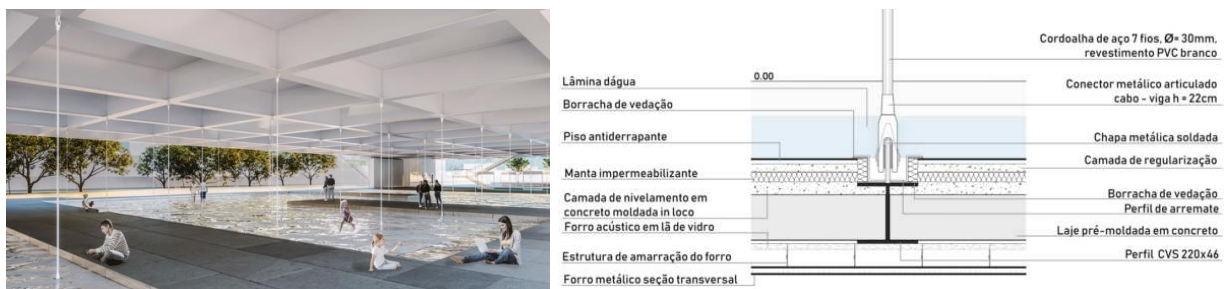 Lâmina dágua
Borracha de vedação
Piso antiderrapante
Manta impermeabilizante
Camada de nivelamento em
concreto moldada in loco
Forro acústico em lã de vidro
Estrutura de amarração do forro
Forro metálico seção transversal
0.00
Cordoalha de aço 7 fios, Ø= 30mm,
revestimento PVC branco
Conector metálico articulado
cabo - viga h = 22cm
Chapa metálica soldada
Camada de regularização
Borracha de vedação
Perfil de arremate
Laje pré-moldada em concreto
Perfil CVS 220x46